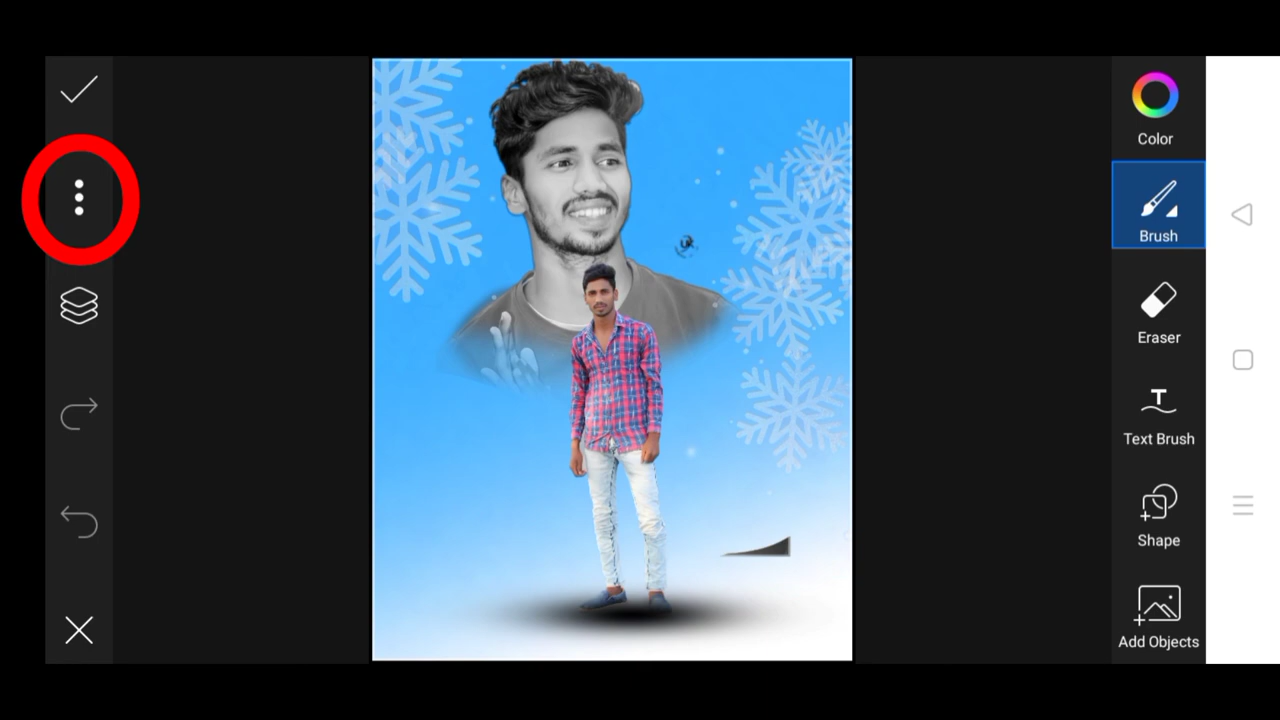 Color
Brush
Eraser
T
Text Brush
Shape
Add Objects